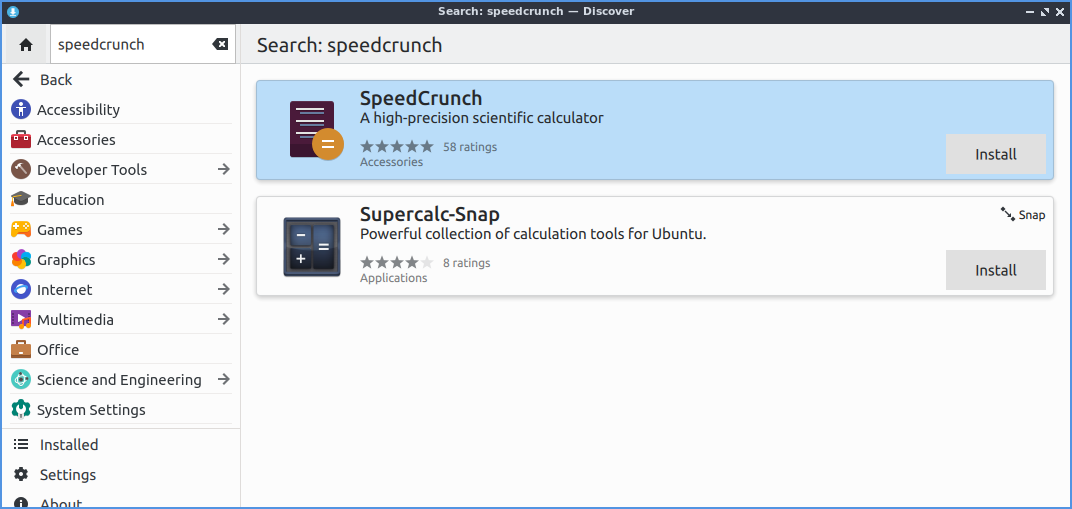 Search: speedcrunch — Discover
speedcrunch
Search: speedcrunch
Back
Accessibility
Accessories
Developer Tools
Education
Games
Graphics
Internet
Multimedia
Office
Science and Engineering
System Settings
Installed
Settings
About
SpeedCrunch
A high-precision scientific calculator
58 ratings
Accessories
Install
Supercalc-Snap
Snap
Powerful collection of calculation tools for Ubuntu.
8 ratings
Applications
Install